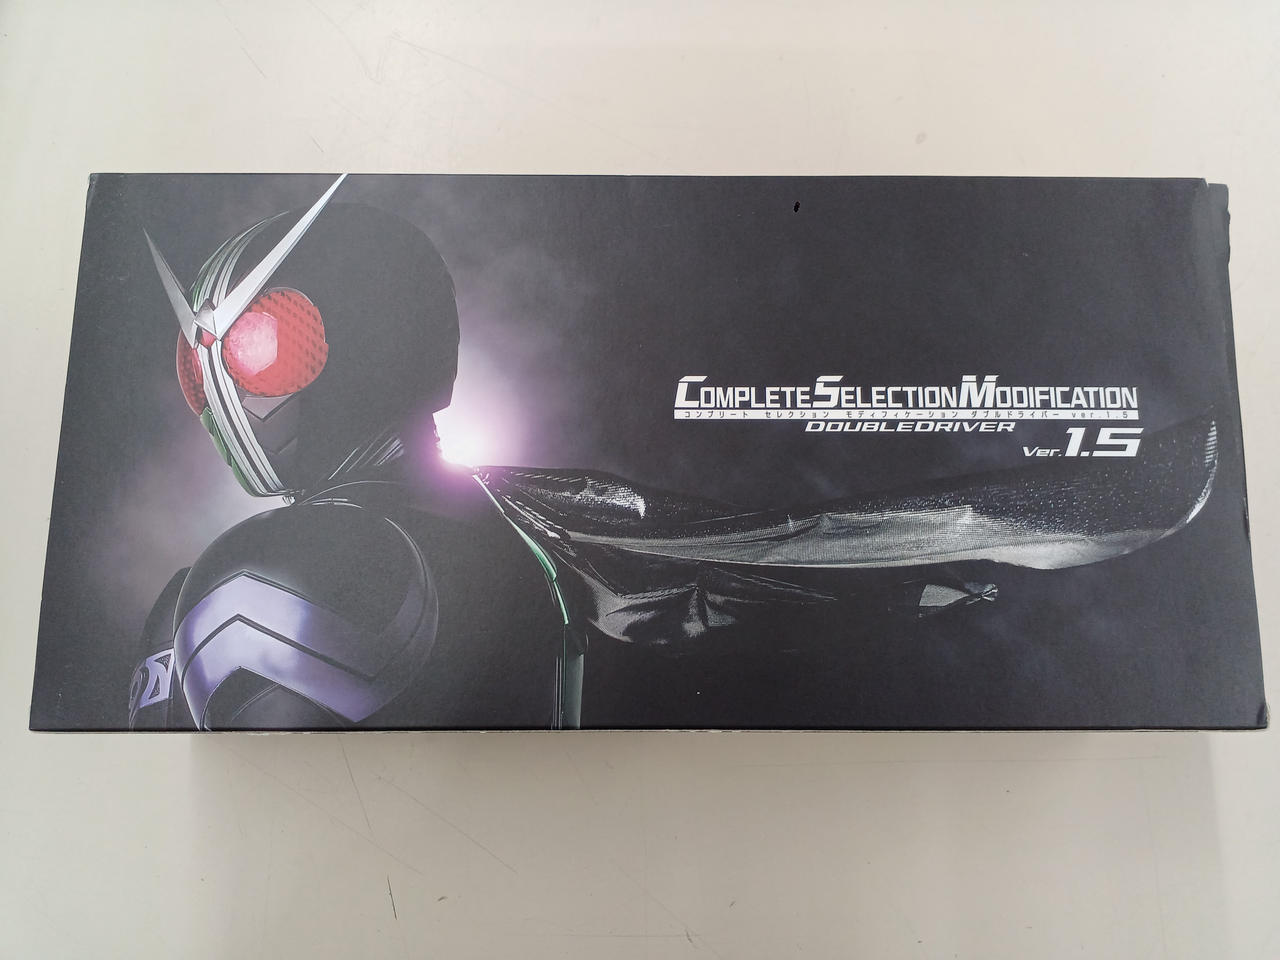 COMPLETE SELECTION MODIFICATION
コンプリート セレクション モディフィケーション ダブルドライバー ver.1.5
DOUBLEDRIVER
Ver.1.5